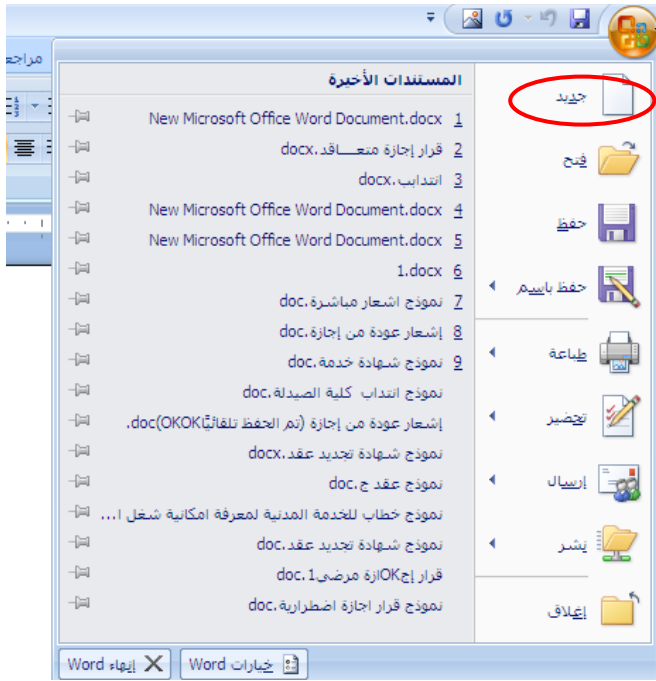 مراجع
جديد
فتح
حفظ
حفظ باسم
طباعة
تحضير
إرسال
نشر
إغلاق
المستندات الأخيرة
1 New Microsoft Office Word Document.docx
2 قرار إجازة متعـــاقد.docx
3 انتدابب.docx
4 New Microsoft Office Word Document.docx
5 New Microsoft Office Word Document.docx
6 1.docx
7 نموذج اشعار مباشرة.doc
8 إشعار عودة من إجازة.doc
9 نموذج شهادة خدمة.doc
نموذج انتداب كلية الصيدلة.doc
إشعار عودة من إجازة (تم الحفظ تلقائيًاOKOK)doc.
نموذج شهادة تجديد عقد.docx
نموذج عقد ج.doc
نموذج خطاب للخدمة المدنية لمعرفة امكانية شغل ا...
نموذج شهادة تجديد عقد.doc
قرار إجOKازة مرضى1.doc
نموذج قرار اجازة اضطرارية.doc
خيارات Word
إنهاء Word